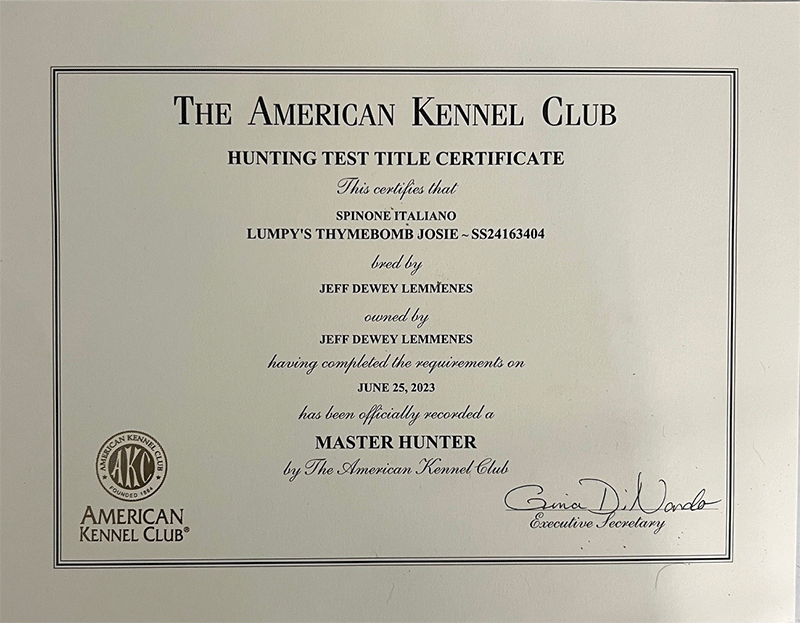 THE AMERICAN KENNEL CLUB
HUNTING TEST TITLE CERTIFICATE
This certifies that
SPINONE ITALIANO
LUMPY'S THYMEBOMB JOSIE ~ SS24163404
bred by
JEFF DEWEY LEMMENES
owned by
JEFF DEWEY LEMMENES
having completed the requirements on
JUNE 25, 2023
has been officially recorded a
MASTER HUNTER
by The American Kennel Club
AMERICAN KENNEL CLUB
AKC
FOUNDED 1884
AMERICAN
KENNEL CLUB®
Gina DiNardo
Executive Secretary